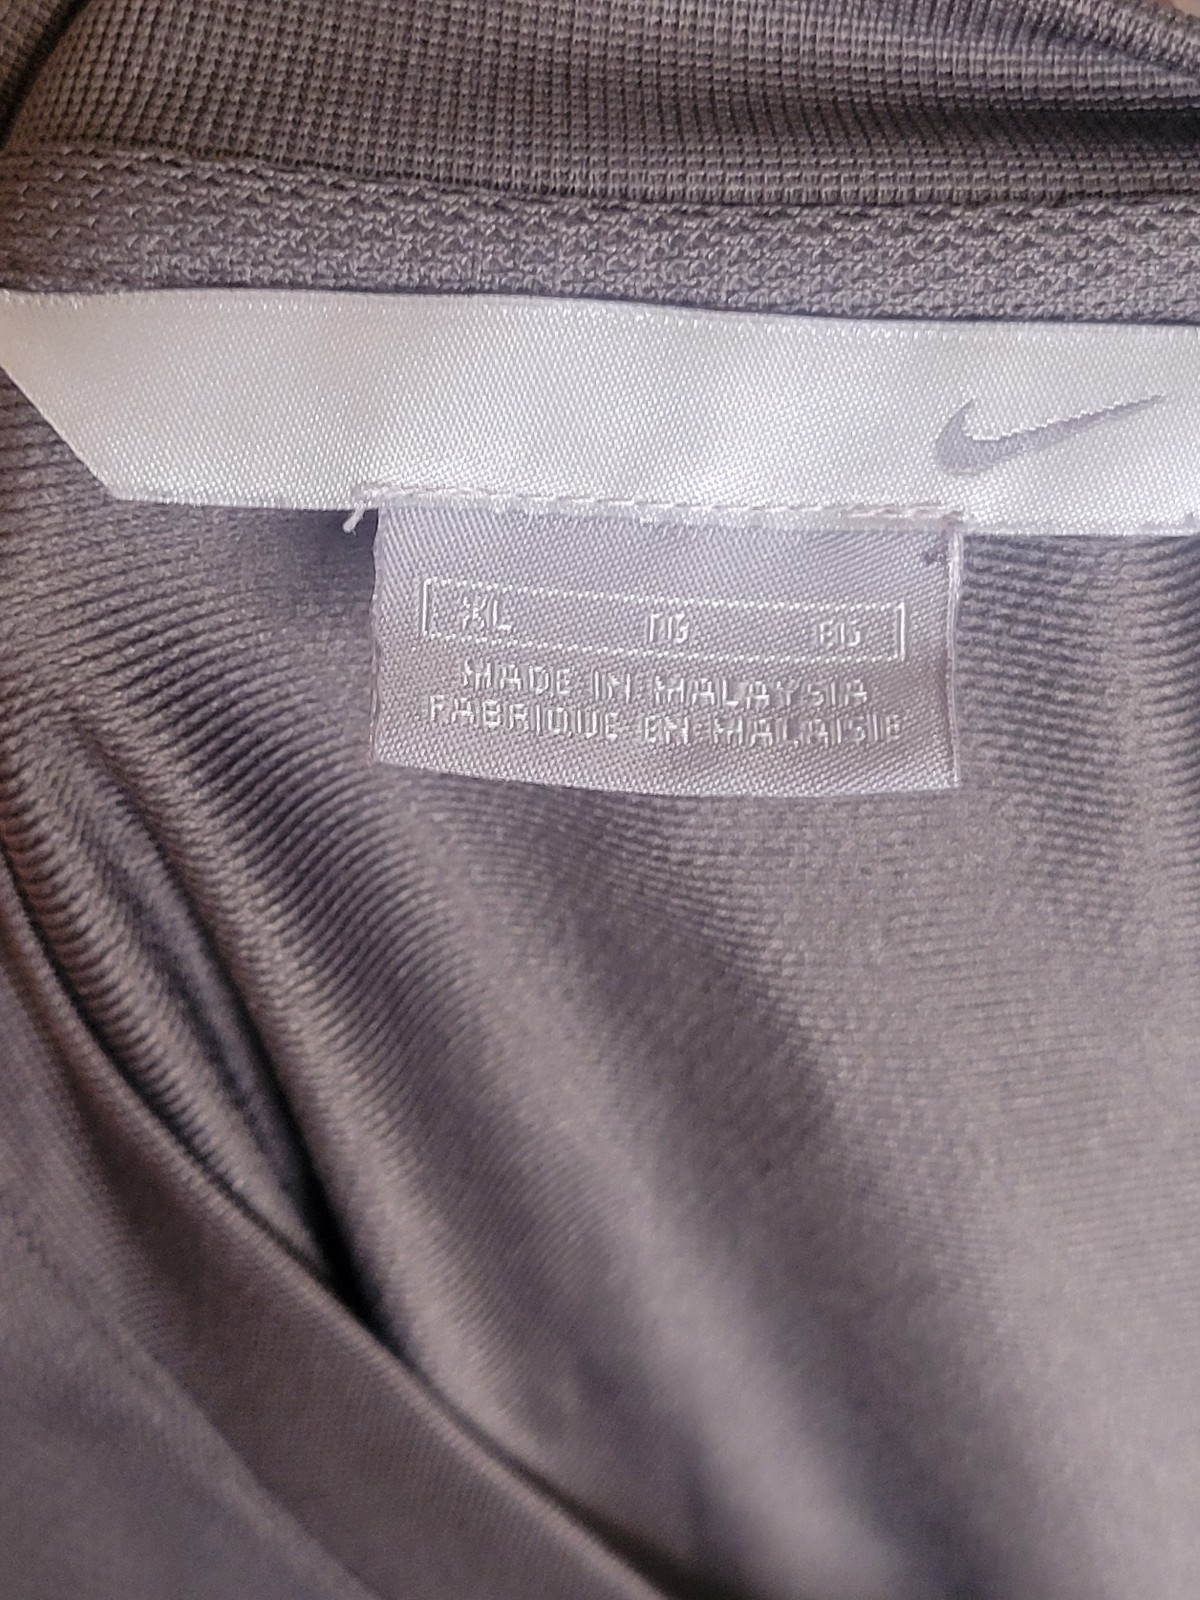 XL TG EG
MADE IN MALAYSIA
FABRIQUE EN MALAISIE